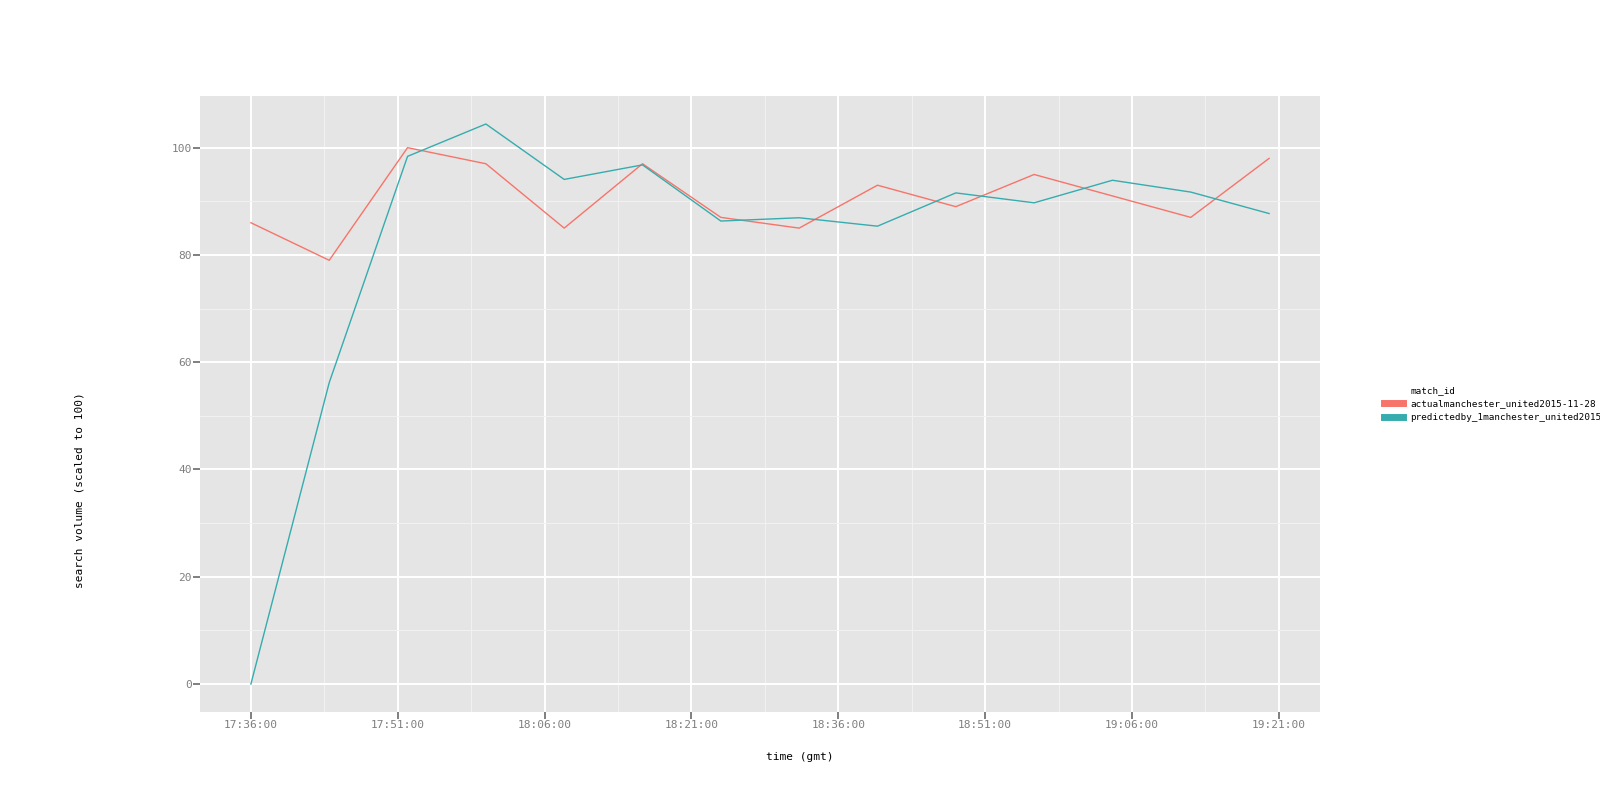 100
80
60
40
20
0
search volume (scaled to 100)
17:36:00 17:51:00 18:06:00 18:21:00 18:36:00 18:51:00 19:06:00 19:21:00
time (gmt)
match_id
actualmanchester_united2015-11-28
predictedby_1manchester_united2015